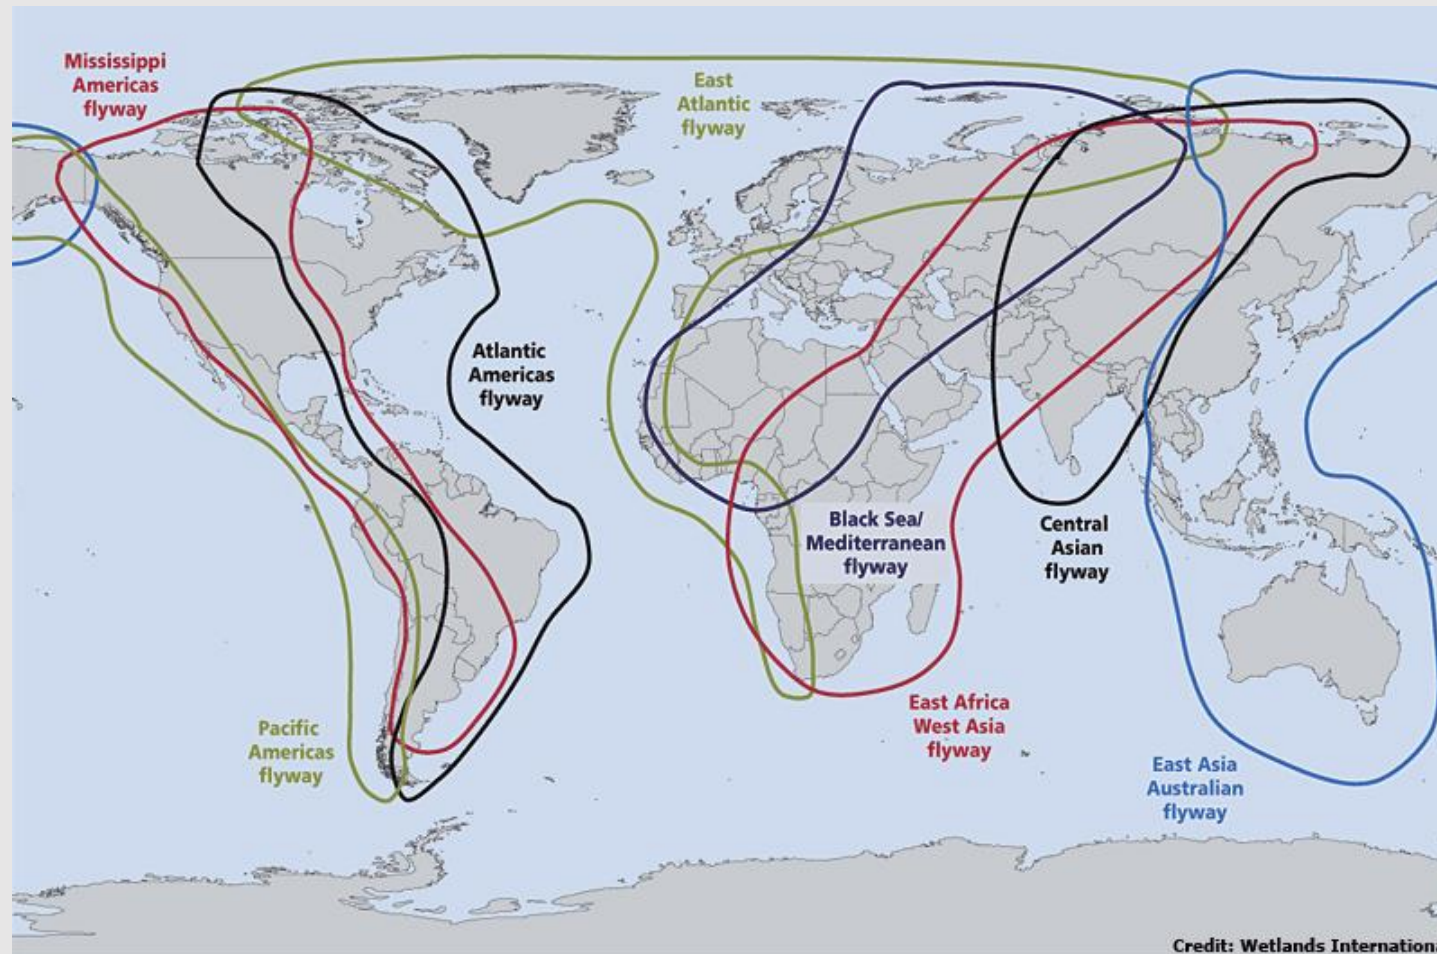 Mississippi
Americas
flyway
East
Atlantic
flyway
Atlantic
Americas
flyway
Black Sea/
Mediterranean
flyway
Central
Asian
flyway
Pacific
Americas
flyway
East Africa
West Asia
flyway
East Asia
Australian
flyway
Credit: Wetlands Internationa